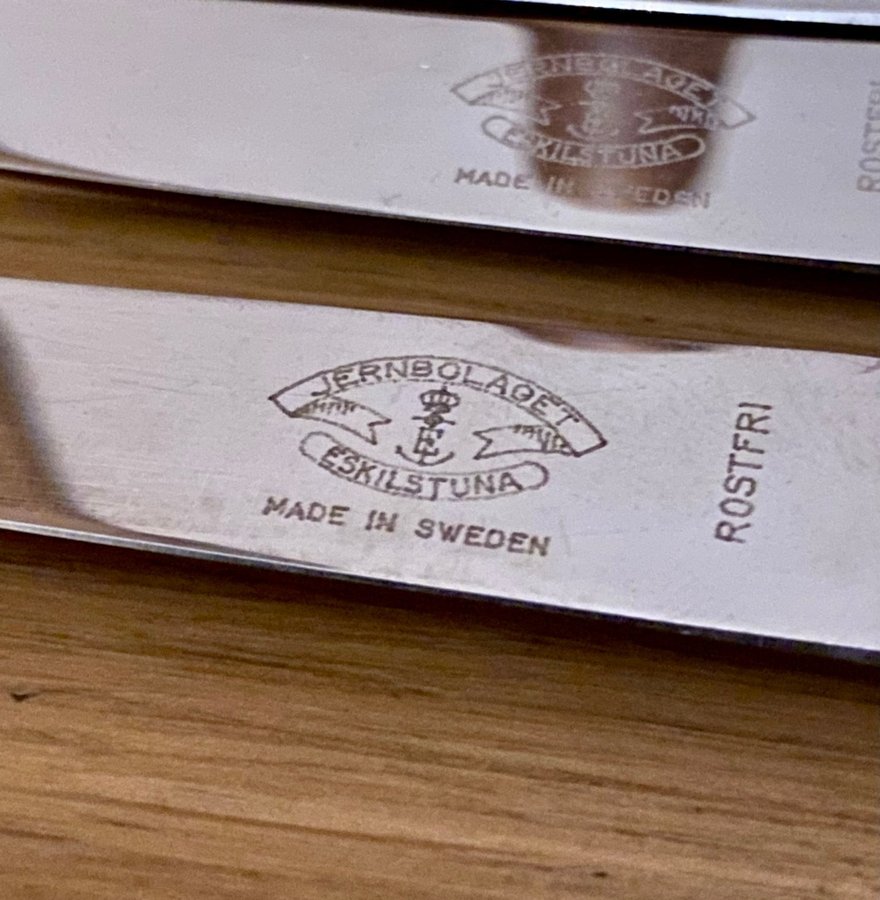 JERNBOLAGET
ESKILSTUNA
MADE IN SWEDEN
ROSTFRI
JERNBOLAGET
ESKILSTUNA
MADE IN SWEDEN
ROSTFRI